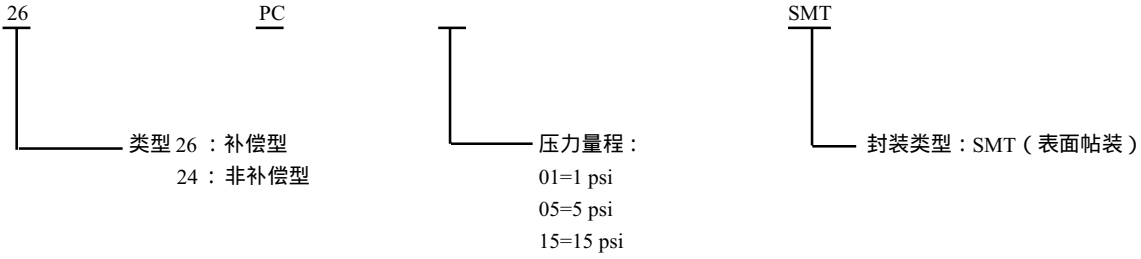 26 PC SMT
类型 26 ：补偿型
24 ：非补偿型
压力量程：
01=1 psi
05=5 psi
15=15 psi
封装类型：SMT（表面帖装）